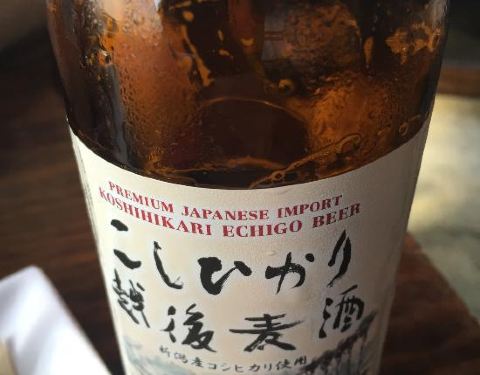 PREMIUM JAPANESE IMPORT
KOSHIHIKARI ECHIGO BEER
こしひかり
越後麦酒
新潟産コシヒカリ使用